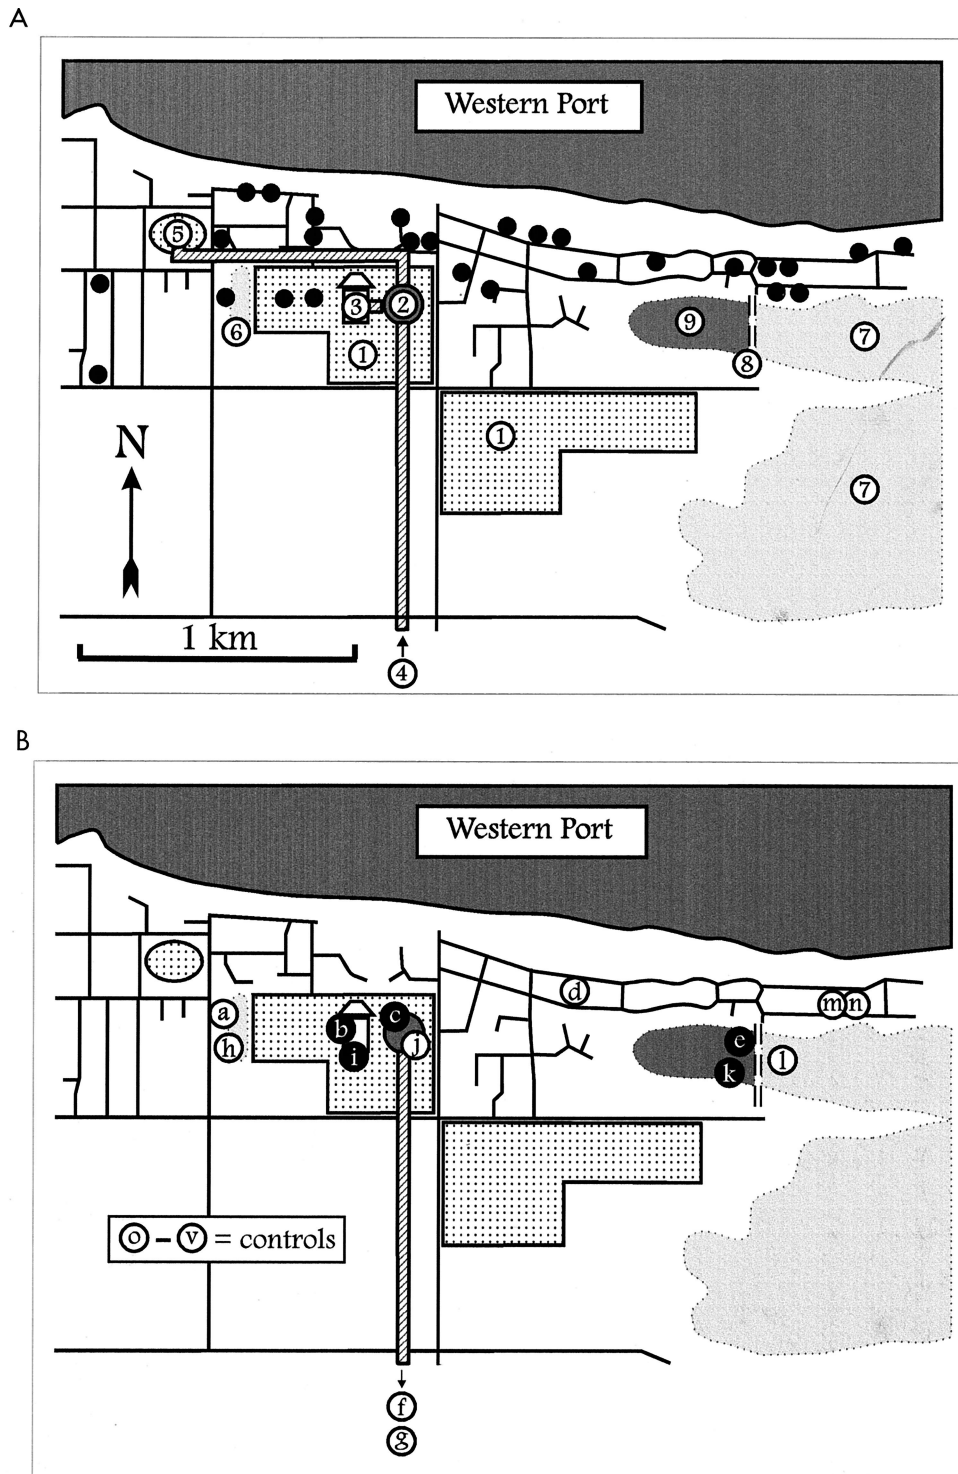 A
Western Port
5
3
2
6
1
9
7
8
1
7
N
1 km
4
B
Western Port
d
m n
a
b
c
h
i
j
e
k
l
o – v = controls
f
g